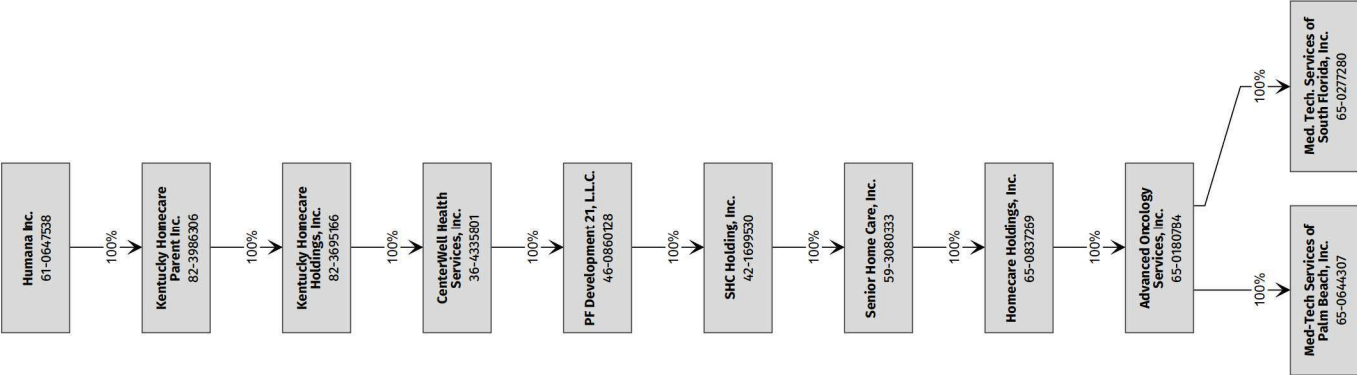 Humana Inc.
61-0647538
100%
Kentucky Homecare
Parent Inc.
82-3986306
100%
Kentucky Homecare
Holdings, Inc.
82-3695166
100%
CenterWell Health
Services, Inc.
36-4335801
100%
PF Development 21, L.L.C.
46-0860128
100%
SHC Holding, Inc.
42-1699530
100%
Senior Home Care, Inc.
59-3080333
100%
Homecare Holdings, Inc.
65-0837269
100%
Advanced Oncology
Services, Inc.
65-0180784
100%
Med-Tech Services of
Palm Beach, Inc.
65-0644307
100%
Med. Tech. Services of
South Florida, Inc.
65-0277280